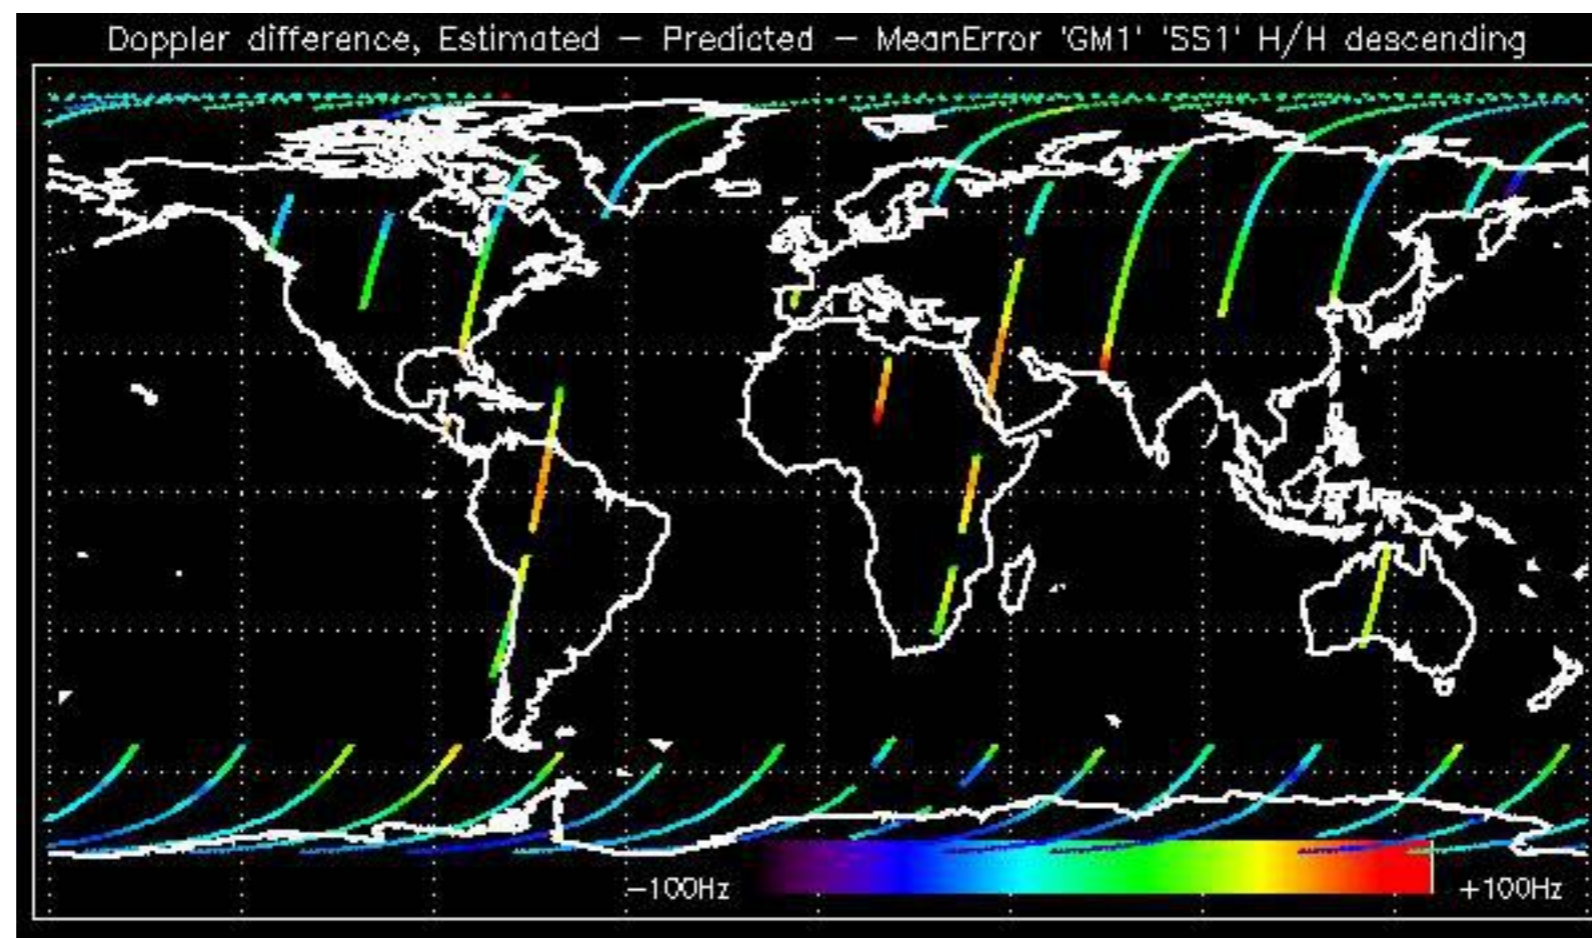 Doppler difference, Estimated – Predicted – MeanError 'GM1' 'SS1' H/H descending
–100Hz
+100Hz